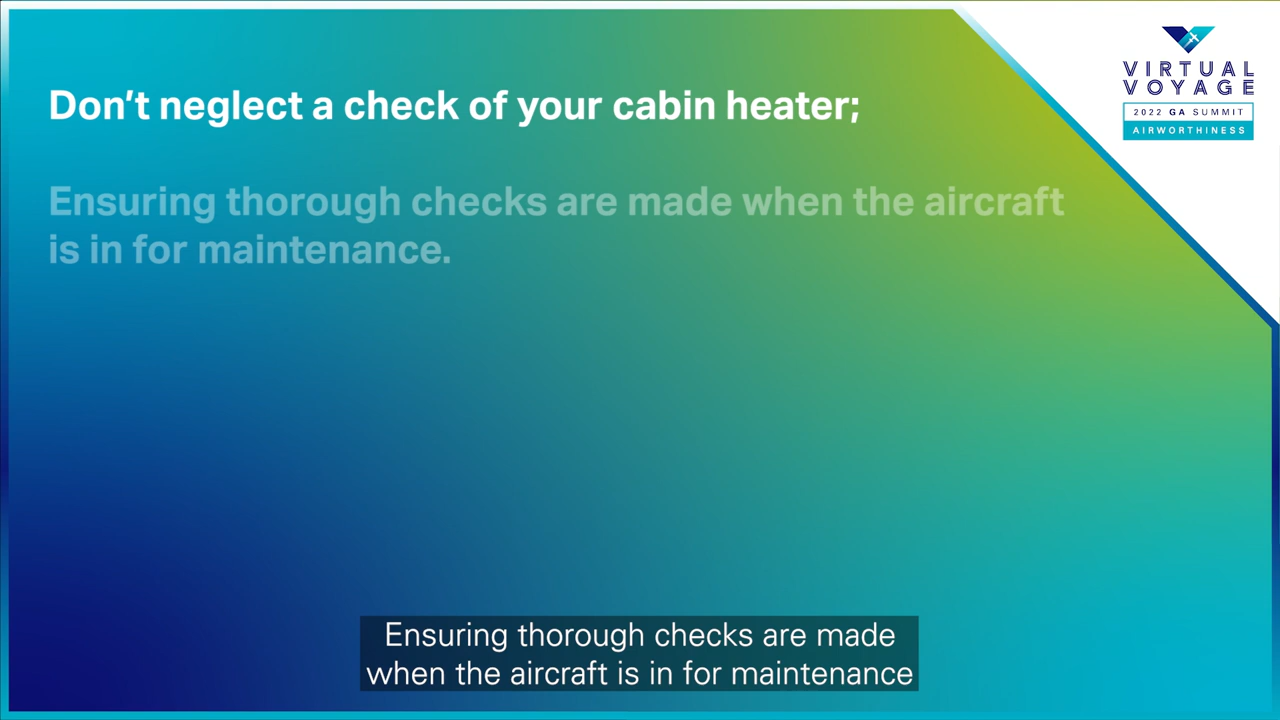 Don't neglect a check of your cabin heater;
Ensuring thorough checks are made when the aircraft
is in for maintenance.
VIRTUAL
VOYAGE
2022 GA SUMMIT
AIRWORTHINESS
Ensuring thorough checks are made
when the aircraft is in for maintenance